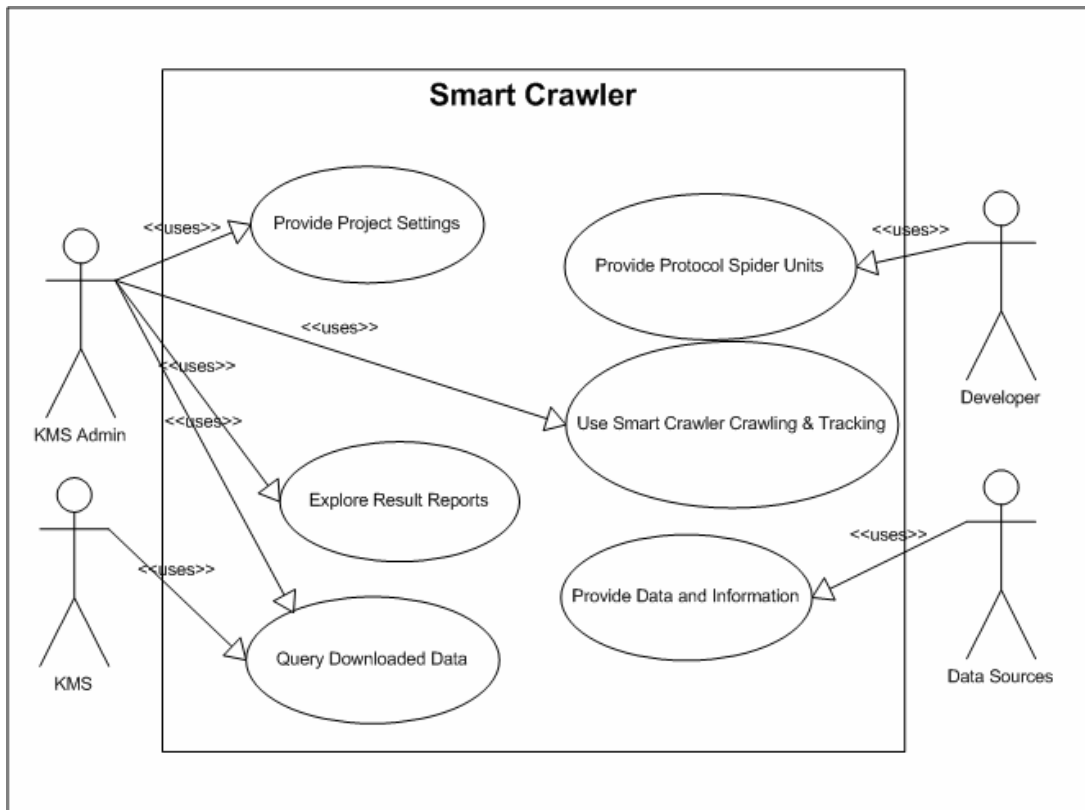 Smart Crawler
<<uses>>
Provide Project Settings
<<uses>>
Provide Protocol Spider Units
<<uses>>
<<uses>>
Use Smart Crawler Crawling & Tracking
Developer
<<uses>>
KMS Admin
Explore Result Reports
<<uses>>
<<uses>>
Provide Data and Information
Query Downloaded Data
KMS
Data Sources